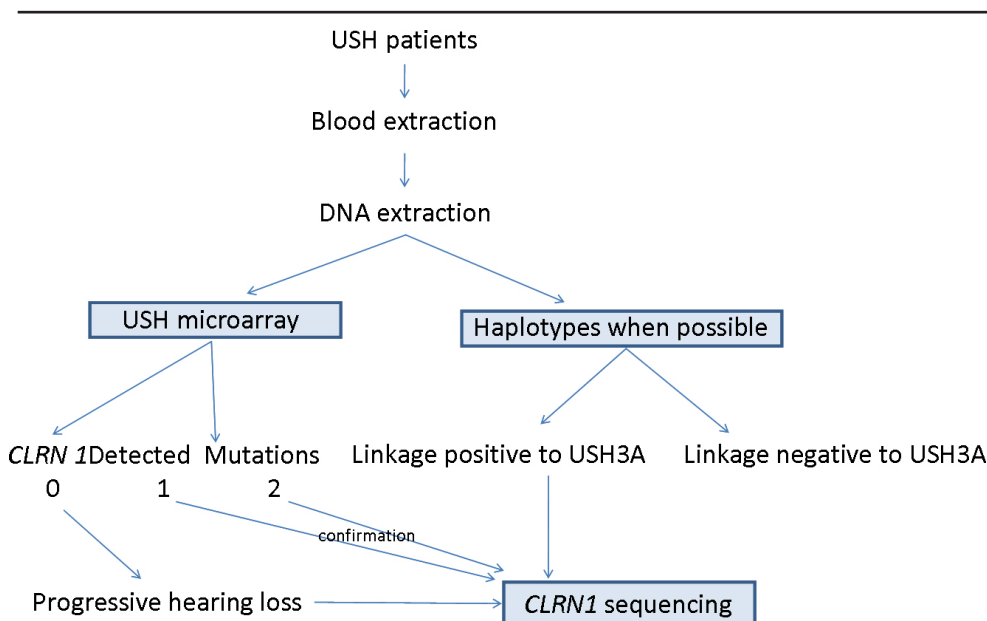 USH patients
Blood extraction
DNA extraction
USH microarray
Haplotypes when possible
CLRN 1Detected Mutations
Linkage positive to USH3A
Linkage negative to USH3A
0 1 2
confirmation
Progressive hearing loss
CLRN1 sequencing